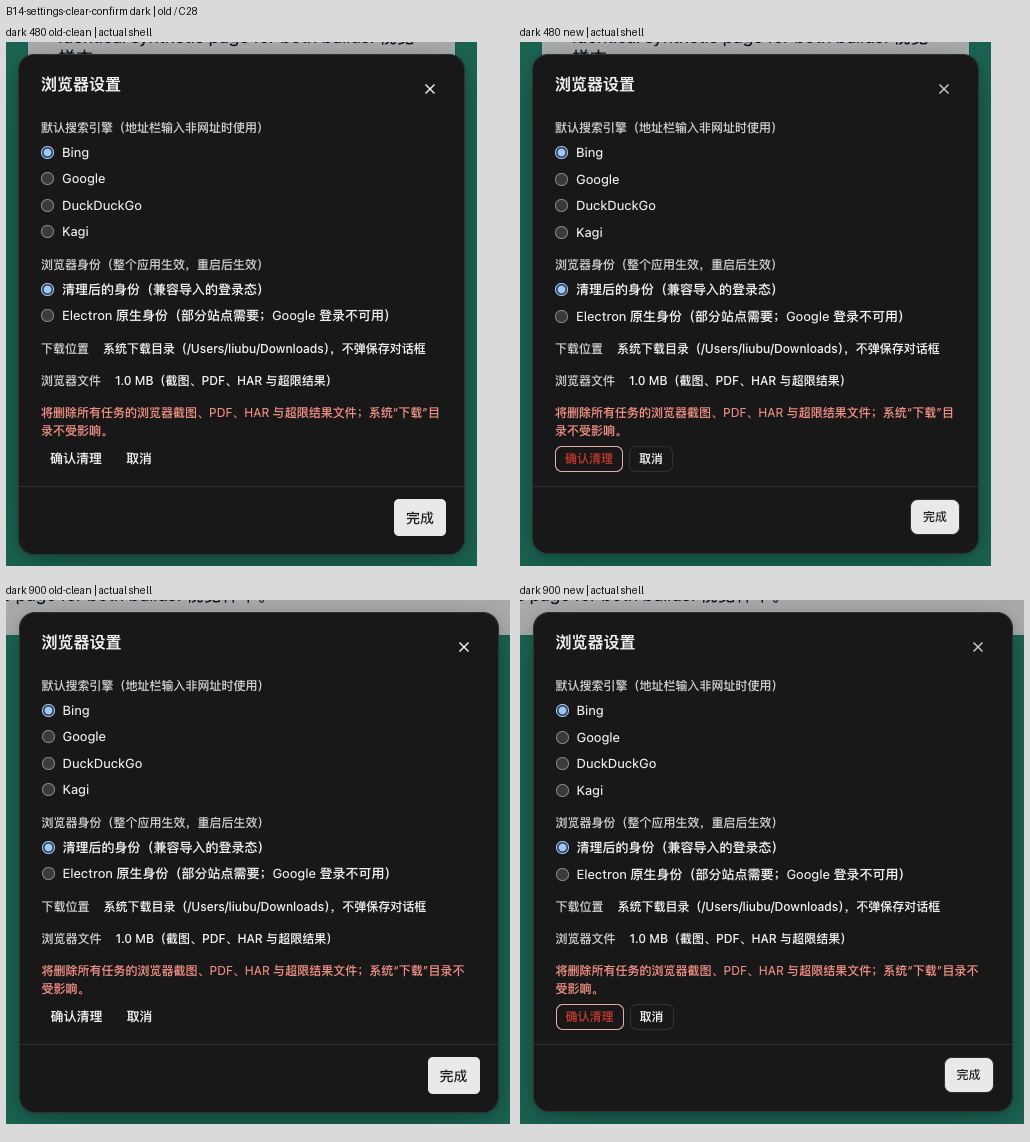 B14-settings-clear-confirm dark | old / C28
dark 480 old-clean | actual shell
浏览器设置
默认搜索引擎（地址栏输入非网址时使用）
Bing
Google
DuckDuckGo
Kagi
浏览器身份（整个应用生效，重启后生效）
清理后的身份（兼容导入的登录态）
Electron 原生身份（部分站点需要；Google 登录不可用）
下载位置 系统下载目录（/Users/liubu/Downloads），不弹保存对话框
浏览器文件 1.0 MB（截图、PDF、HAR 与超限结果）
将删除所有任务的浏览器截图、PDF、HAR 与超限结果文件；系统“下载”目
录不受影响。
确认清理 取消
完成
dark 480 new | actual shell
浏览器设置
默认搜索引擎（地址栏输入非网址时使用）
Bing
Google
DuckDuckGo
Kagi
浏览器身份（整个应用生效，重启后生效）
清理后的身份（兼容导入的登录态）
Electron 原生身份（部分站点需要；Google 登录不可用）
下载位置 系统下载目录（/Users/liubu/Downloads），不弹保存对话框
浏览器文件 1.0 MB（截图、PDF、HAR 与超限结果）
将删除所有任务的浏览器截图、PDF、HAR 与超限结果文件；系统“下载”目
录不受影响。
确认清理 取消
完成
dark 900 old-clean | actual shell
浏览器设置
默认搜索引擎（地址栏输入非网址时使用）
Bing
Google
DuckDuckGo
Kagi
浏览器身份（整个应用生效，重启后生效）
清理后的身份（兼容导入的登录态）
Electron 原生身份（部分站点需要；Google 登录不可用）
下载位置 系统下载目录（/Users/liubu/Downloads），不弹保存对话框
浏览器文件 1.0 MB（截图、PDF、HAR 与超限结果）
将删除所有任务的浏览器截图、PDF、HAR 与超限结果文件；系统“下载”目录不
受影响。
确认清理 取消
完成
dark 900 new | actual shell
浏览器设置
默认搜索引擎（地址栏输入非网址时使用）
Bing
Google
DuckDuckGo
Kagi
浏览器身份（整个应用生效，重启后生效）
清理后的身份（兼容导入的登录态）
Electron 原生身份（部分站点需要；Google 登录不可用）
下载位置 系统下载目录（/Users/liubu/Downloads），不弹保存对话框
浏览器文件 1.0 MB（截图、PDF、HAR 与超限结果）
将删除所有任务的浏览器截图、PDF、HAR 与超限结果文件；系统“下载”目录不
受影响。
确认清理 取消
完成